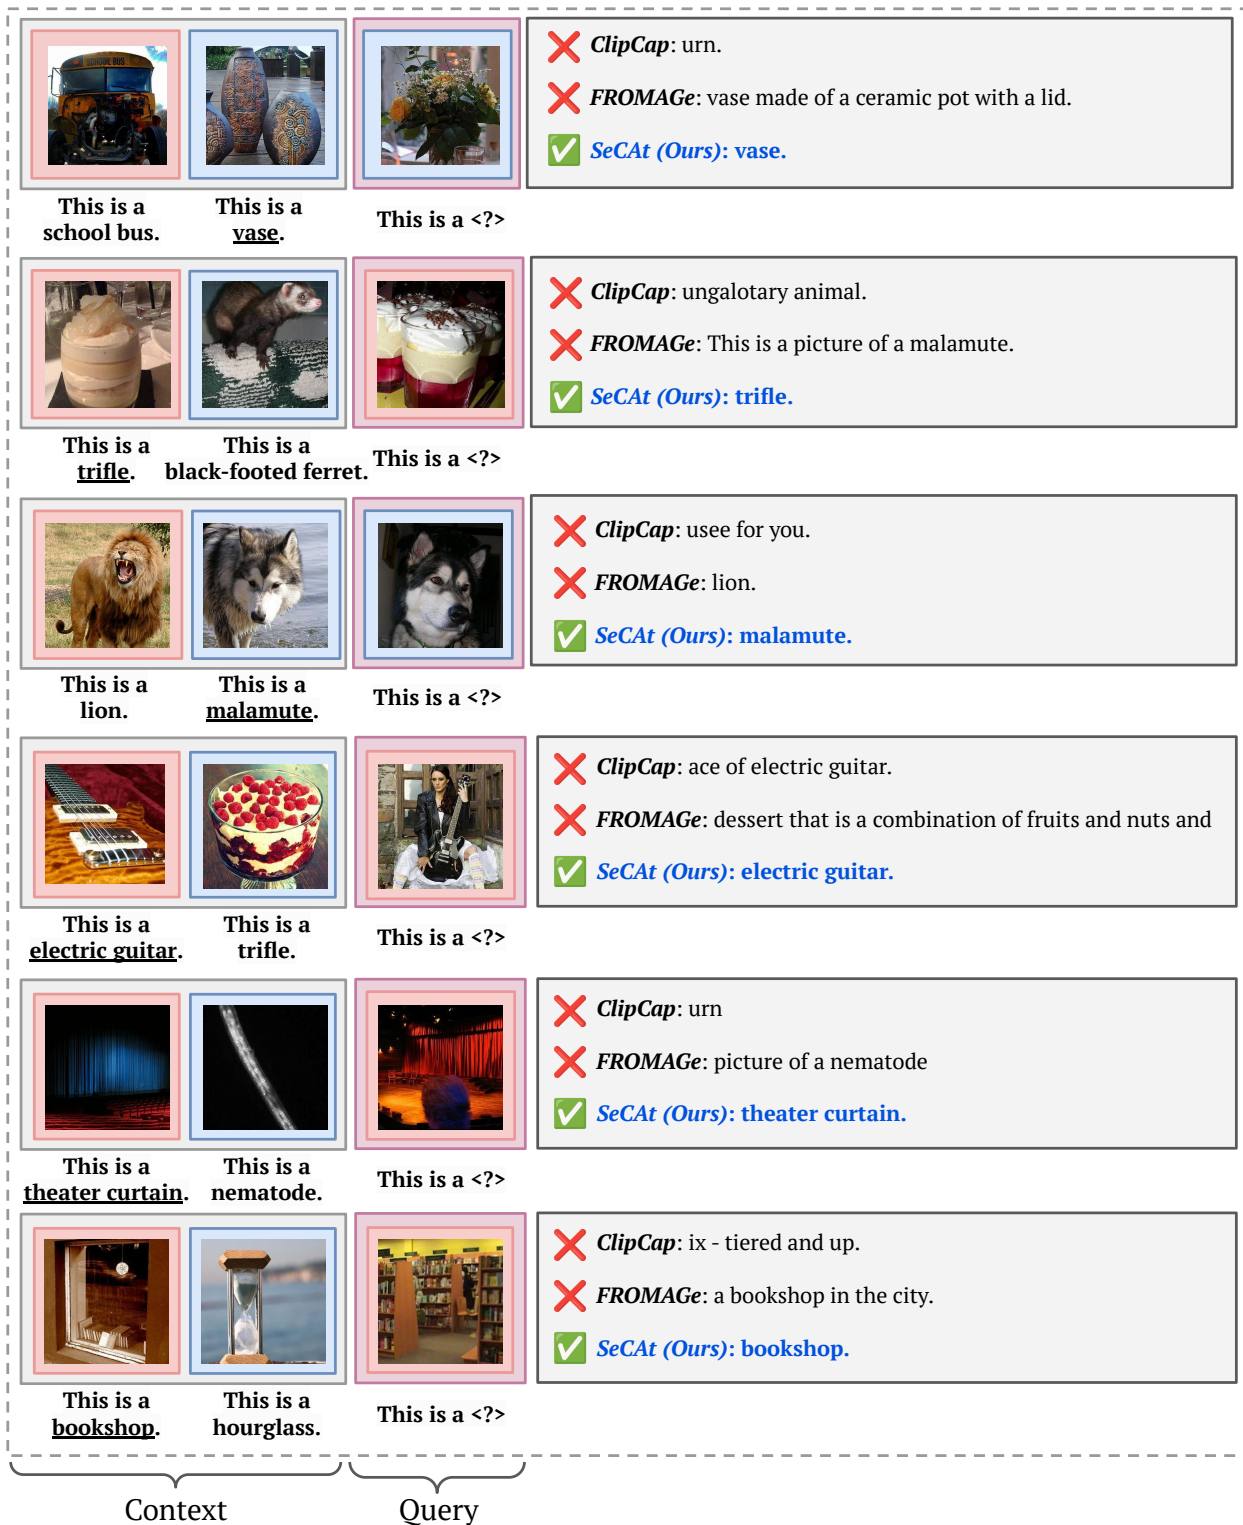 SCHOOL BUS
This is a
school bus.
This is a
vase.
This is a <?>
ClipCap: urn.
FROMAGe: vase made of a ceramic pot with a lid.
SeCAt (Ours): vase.
This is a
trifle.
This is a
black-footed ferret.
This is a <?>
ClipCap: ungalotary animal.
FROMAGe: This is a picture of a malamute.
SeCAt (Ours): trifle.
This is a
lion.
This is a
malamute.
This is a <?>
ClipCap: usee for you.
FROMAGe: lion.
SeCAt (Ours): malamute.
This is a
electric guitar.
This is a
trifle.
This is a <?>
ClipCap: ace of electric guitar.
FROMAGe: dessert that is a combination of fruits and nuts and
SeCAt (Ours): electric guitar.
This is a
theater curtain.
This is a
nematode.
This is a <?>
ClipCap: urn
FROMAGe: picture of a nematode
SeCAt (Ours): theater curtain.
This is a
bookshop.
This is a
hourglass.
This is a <?>
ClipCap: ix - tiered and up.
FROMAGe: a bookshop in the city.
SeCAt (Ours): bookshop.
Context
Query